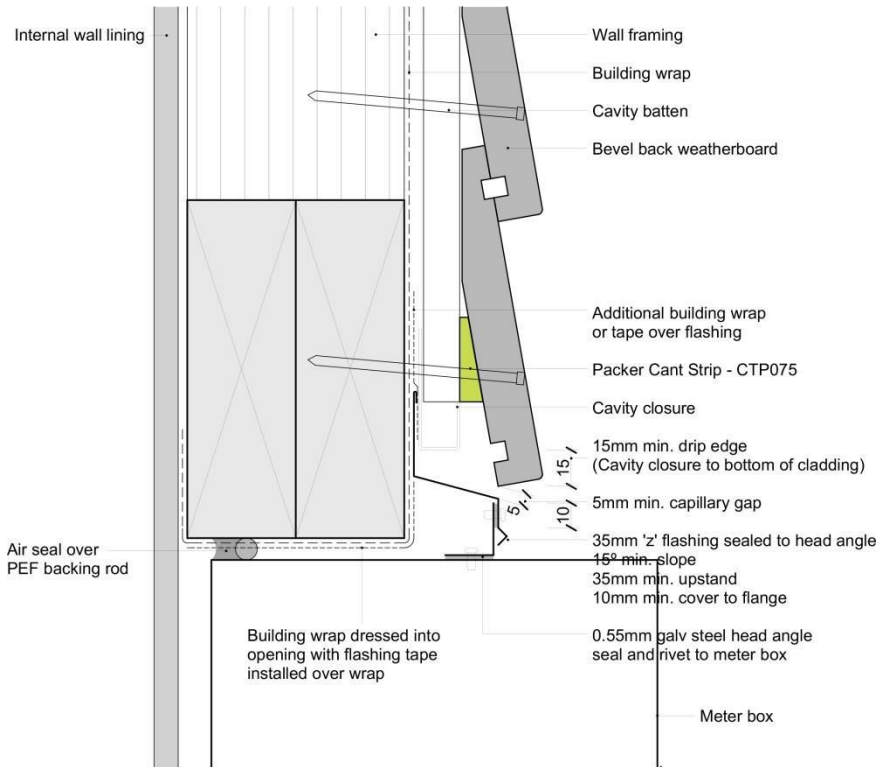 Internal wall lining
Wall framing
Building wrap
Cavity batten
Bevel back weatherboard
Additional building wrap
or tape over flashing
Packer Cant Strip - CTP075
Cavity closure
15mm min. drip edge
(Cavity closure to bottom of cladding)
15
5mm min. capillary gap
5
10
35mm 'z' flashing sealed to head angle
15º min. slope
35mm min. upstand
10mm min. cover to flange
Air seal over
PEF backing rod
Building wrap dressed into
opening with flashing tape
installed over wrap
0.55mm galv steel head angle
seal and rivet to meter box
Meter box